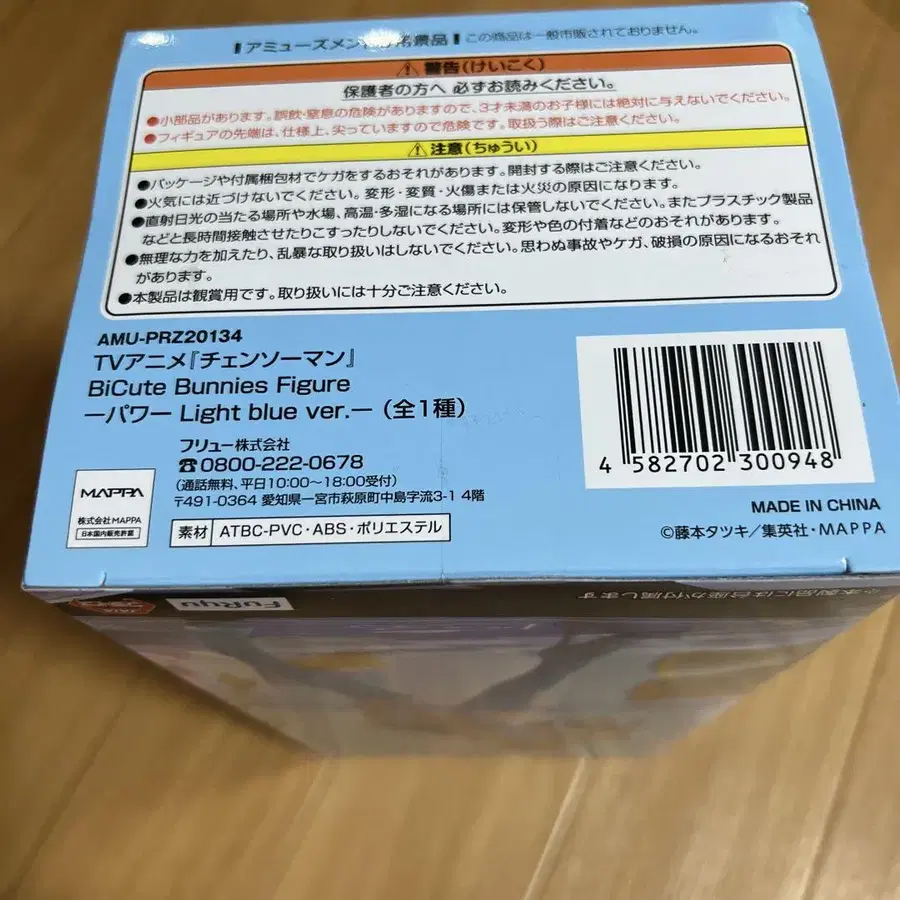 アミューズメント専用景品 この商品は一般市販されておりません。
⚠警告(けいこく)
保護者の方へ 必ずお読みください。
●小部品があります。誤飲・窒息の危険がありますので、3才未満のお子様には絶対に与えないでください。
●フィギュアの先端は、仕様上、尖っていますので危険です。取扱う際はご注意ください。
⚠注意(ちゅうい)
●パッケージや付属梱包材でケガをするおそれがあります。開封する際はご注意ください。
●火気には近づけないでください。変形・変質・火傷または火災の原因になります。
●直射日光の当たる場所や水場、高温・多湿になる場所には保管しないでください。またプラスチック製品
などと長時間接触させたりこすったりしないでください。変形や色の付着などのおそれがあります。
●無理な力を加えたり、乱暴な取り扱いはしないでください。思わぬ事故やケガ、破損の原因になるおそれ
があります。
●本製品は観賞用です。取り扱いには十分ご注意ください。
AMU-PRZ20134
TVアニメ『チェンソーマン』
BiCute Bunnies Figure
ーパワー Light blue ver.ー (全1種)
フリュー株式会社
☎0800-222-0678
(通話無料、平日10:00〜18:00受付)
〒491-0364 愛知県一宮市萩原町中島字流3-1 4階
MAPPA
株式会社MAPPA
日本国内販売許諾
素材 ATBC-PVC・ABS・ポリエステル
4 582702 300948
MADE IN CHINA
©藤本タツキ/集英社・MAPPA
FuRyu
※本製品には台座が付属します